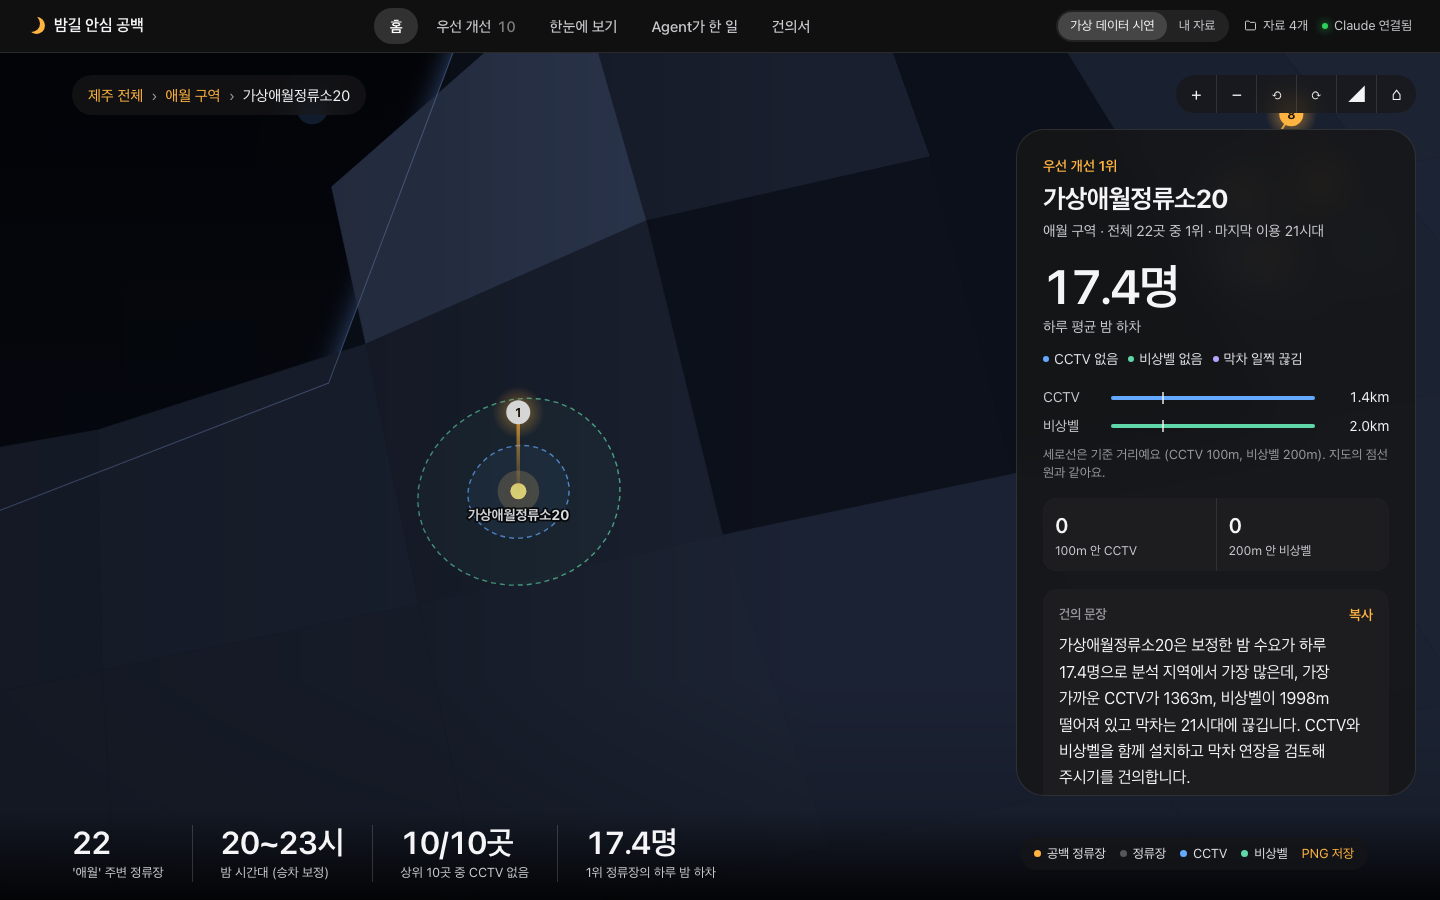 밤길 안심 공백
홈
우선 개선 10
한눈에 보기
Agent가 한 일
건의서
가상 데이터 시연
내 자료
자료 4개
Claude 연결됨
제주 전체 › 애월 구역 › 가상애월정류소20
+ −
8
우선 개선 1위
가상애월정류소20
애월 구역 · 전체 22곳 중 1위 · 마지막 이용 21시대
17.4명
하루 평균 밤 하차
CCTV 없음 비상벨 없음 막차 일찍 끊김
CCTV 1.4km
비상벨 2.0km
세로선은 기준 거리예요 (CCTV 100m, 비상벨 200m). 지도의 점선
원과 같아요.
0
100m 안 CCTV
0
200m 안 비상벨
건의 문장
복사
가상애월정류소20은 보정한 밤 수요가 하루
17.4명으로 분석 지역에서 가장 많은데, 가장
가까운 CCTV가 1363m, 비상벨이 1998m
떨어져 있고 막차는 21시대에 끊깁니다. CCTV와
비상벨을 함께 설치하고 막차 연장을 검토해
주시기를 건의합니다.
1
가상애월정류소20
22
'애월' 주변 정류장
20~23시
밤 시간대 (승차 보정)
10/10곳
상위 10곳 중 CCTV 없음
17.4명
1위 정류장의 하루 밤 하차
공백 정류장 정류장 CCTV 비상벨 PNG 저장